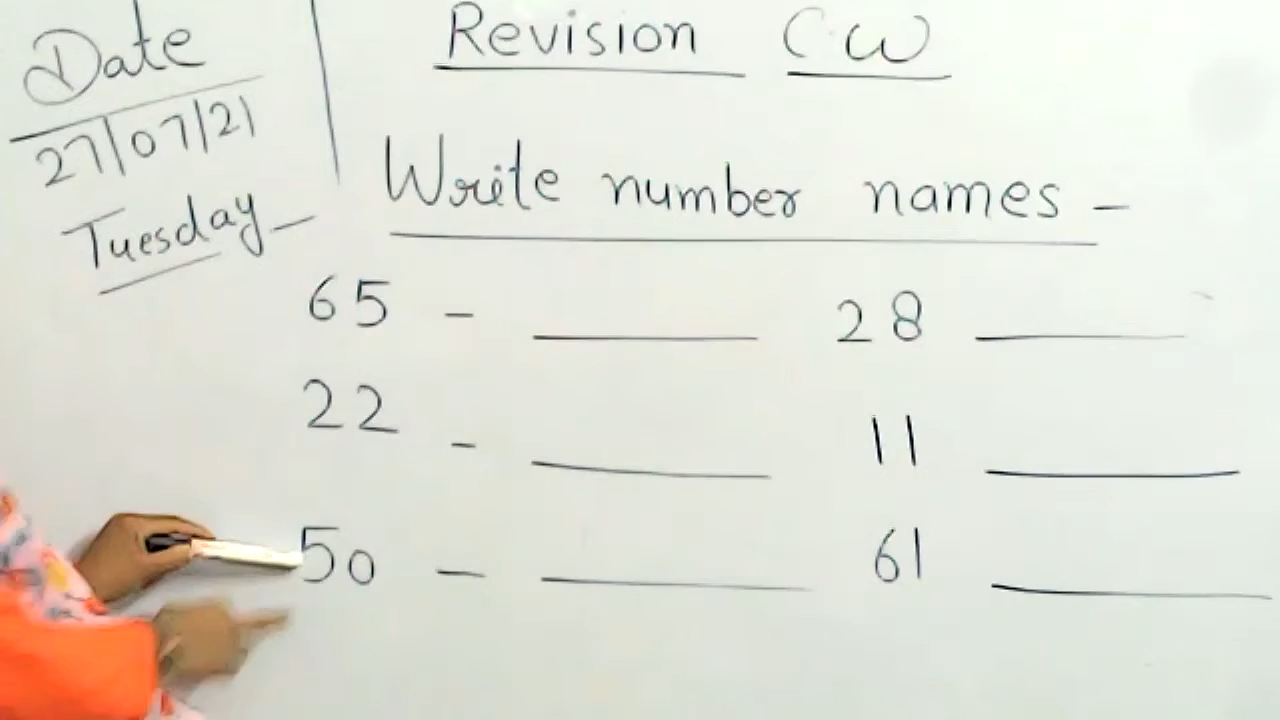 Date
27/07/21
Tuesday
Revision CW
Write number names -
65 - ______ 28 ______
22 - ______ 11 ______
50 - ______ 61 ______